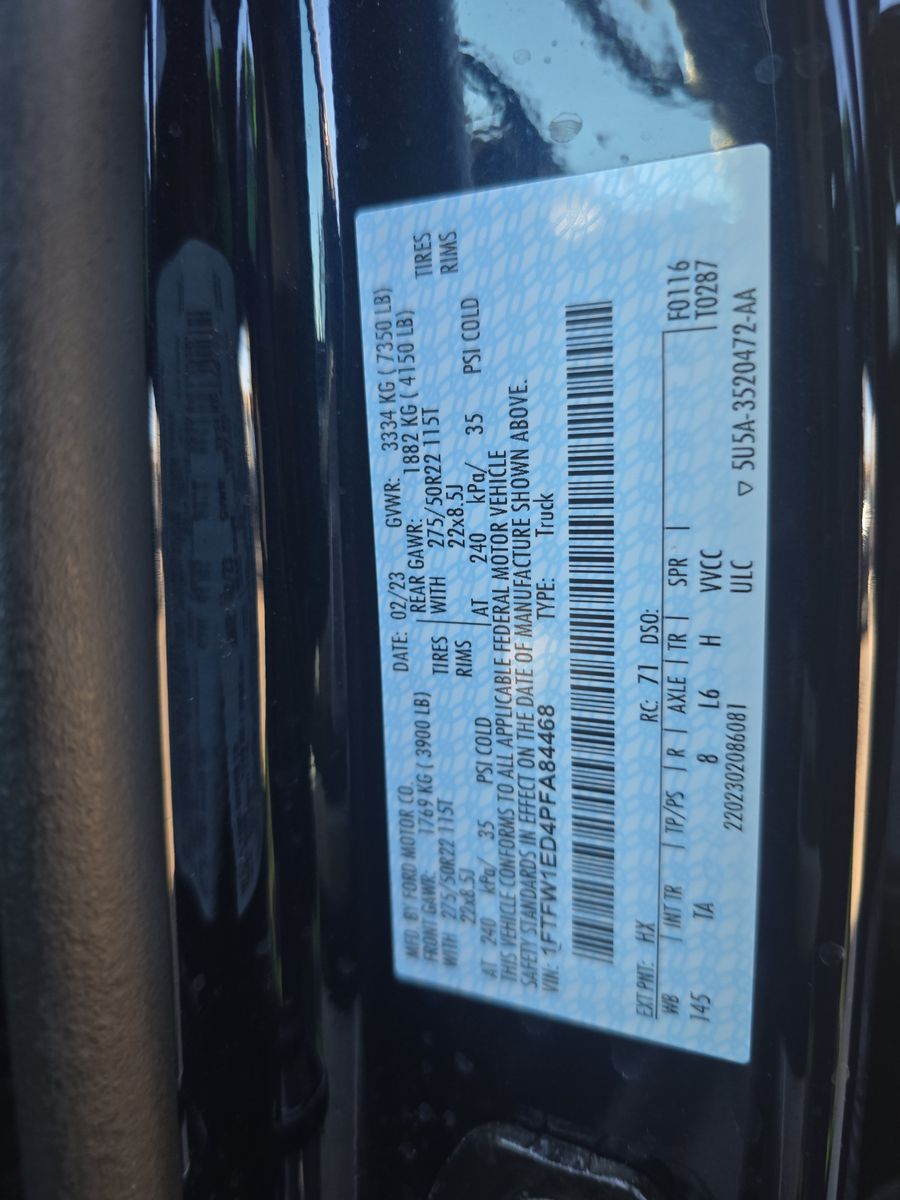 MFD. BY FORD MOTOR CO.
DATE: 02/23 GVWR: 3334 KG ( 7350 LB)
FRONT GAWR: 1769 KG ( 3900 LB)
REAR GAWR: 1882 KG ( 4150 LB)
WITH 275/50R22 115T TIRES
WITH 275/50R22 115T TIRES
22x8.5J RIMS
22x8.5J RIMS
AT 240 kPa/ 35 PSI COLD
AT 240 kPa/ 35 PSI COLD
THIS VEHICLE CONFORMS TO ALL APPLICABLE FEDERAL MOTOR VEHICLE
SAFETY STANDARDS IN EFFECT ON THE DATE OF MANUFACTURE SHOWN ABOVE.
VIN: 1FTFW1ED4PFA84468 TYPE: Truck
EXT PNT: HX RC: 71 DSO:
F0116
WB INT TR TP/PS R AXLE TR SPR
T0287
145 TA 8 L6 H VVCC
ULC
2202302086081 ▽ 5U5A-3520472-AA